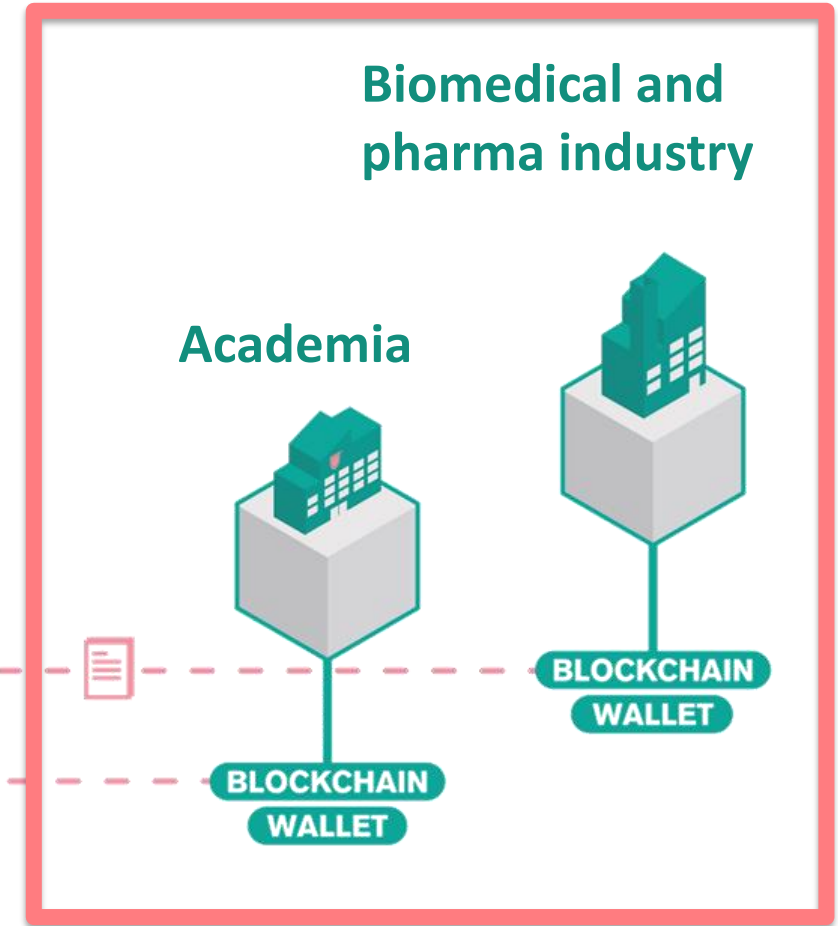 Biomedical and
pharma industry
Academia
BLOCKCHAIN
WALLET
BLOCKCHAIN
WALLET